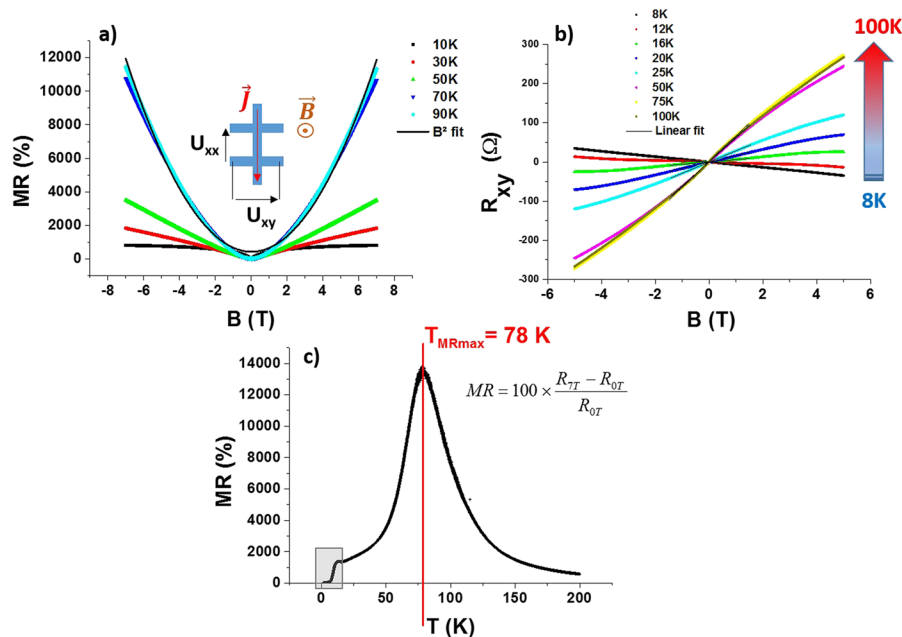 a)
MR (%)
12000
10000
8000
6000
4000
2000
0
-8 -6 -4 -2 0 2 4 6 8
B (T)
10K
30K
50K
70K
90K
B² fit
J
B
Uxx
Uxy
b)
Rxy (Ω)
300
200
100
0
-100
-200
-300
-6 -4 -2 0 2 4 6
B (T)
8K
12K
16K
20K
25K
50K
75K
100K
Linear fit
100K
8K
c)
TMRmax= 78 K
MR = 100 × (R7T − R0T) / R0T
MR (%)
14000
12000
10000
8000
6000
4000
2000
0
0 50 100 150 200
T (K)